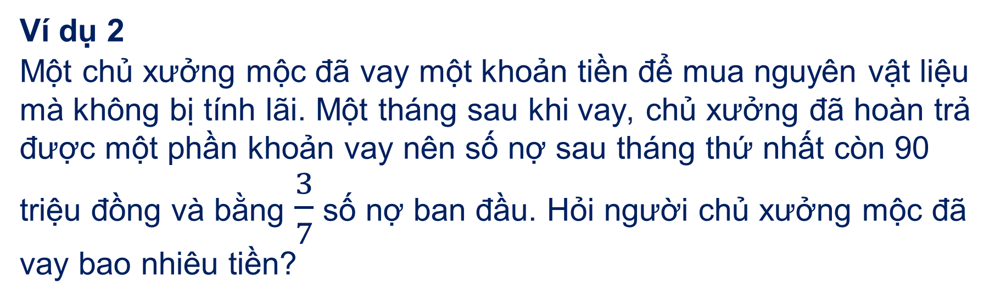 Ví dụ 2
Một chủ xưởng mộc đã vay một khoản tiền để mua nguyên vật liệu
mà không bị tính lãi. Một tháng sau khi vay, chủ xưởng đã hoàn trả
được một phần khoản vay nên số nợ sau tháng thứ nhất còn 90
triệu đồng và bằng 3/7 số nợ ban đầu. Hỏi người chủ xưởng mộc đã
vay bao nhiêu tiền?